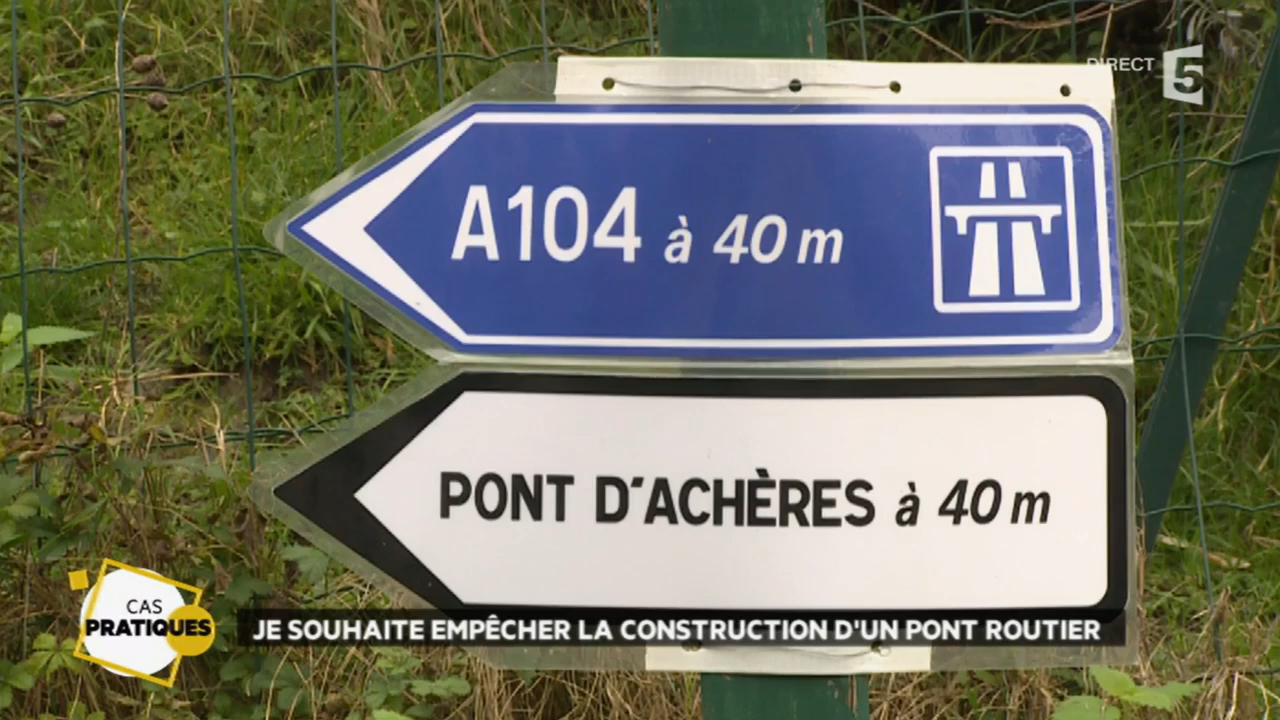 DIRECT 5
A104 à 40 m
PONT D'ACHÈRES à 40 m
CAS
PRATIQUES
JE SOUHAITE EMPÊCHER LA CONSTRUCTION D'UN PONT ROUTIER